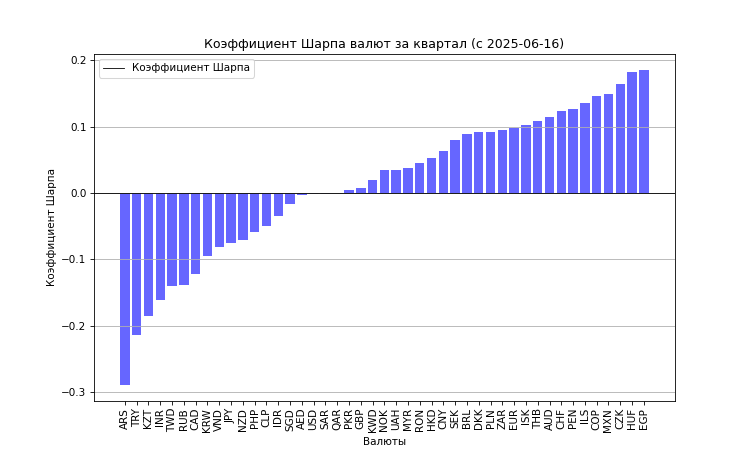 Коэффициент Шарпа валют за квартал (с 2025-06-16)
Коэффициент Шарпа
Коэффициент Шарпа
0.2
0.1
0.0
−0.1
−0.2
−0.3
ARS TRY KZT INR TWD RUB CAD KRW VND JPY NZD PHP CLP IDR SGD AED USD SAR QAR PKR GBP KWD NOK UAH MYR RON HKD CNY SEK BRL DKK PLN ZAR EUR ISK THB AUD CHF PEN ILS COP MXN CZK HUF EGP
Валюты